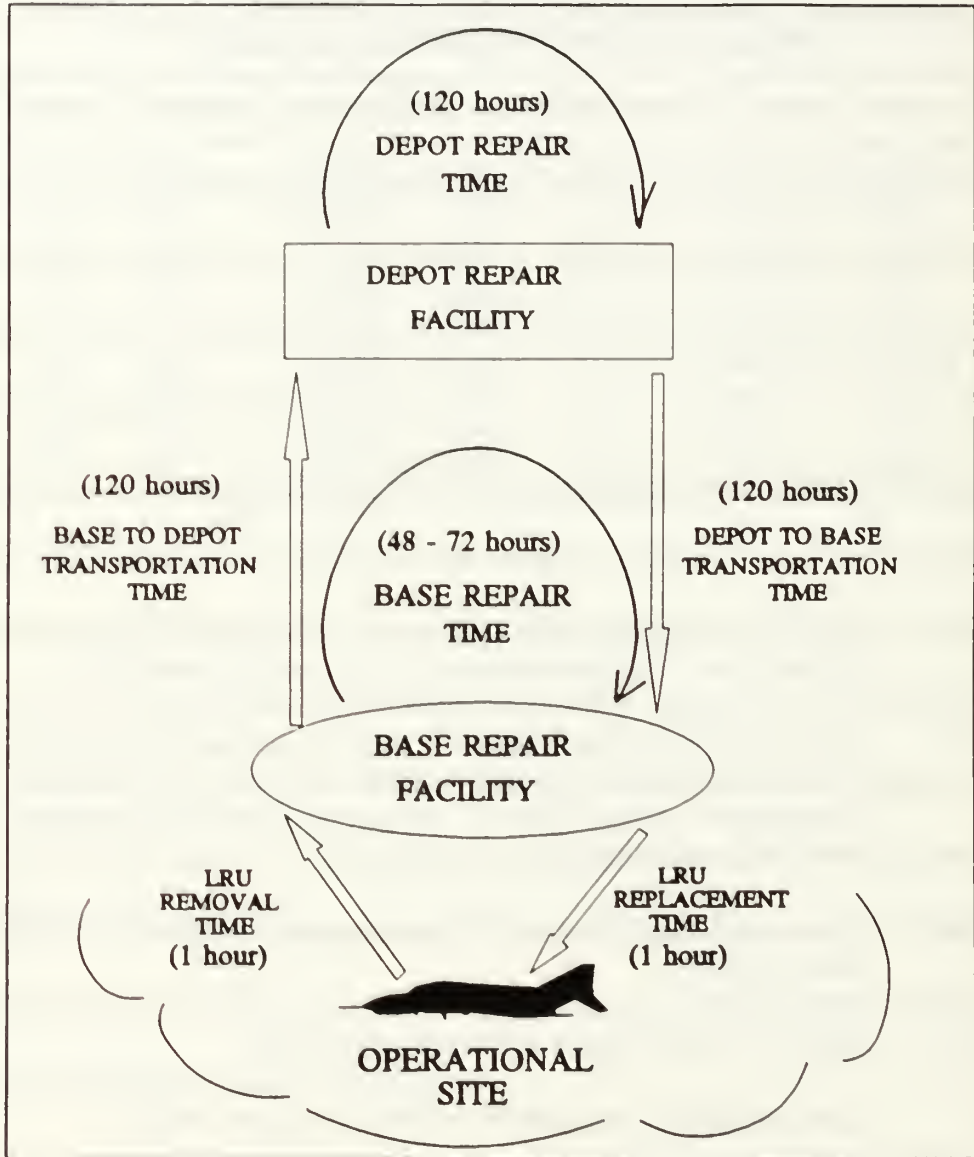 (120 hours)
DEPOT REPAIR
TIME
DEPOT REPAIR
FACILITY
(120 hours)
BASE TO DEPOT
TRANSPORTATION
TIME
(48 - 72 hours)
BASE REPAIR
TIME
(120 hours)
DEPOT TO BASE
TRANSPORTATION
TIME
BASE REPAIR
FACILITY
LRU
REMOVAL
TIME
(1 hour)
LRU
REPLACEMENT
TIME
(1 hour)
OPERATIONAL
SITE